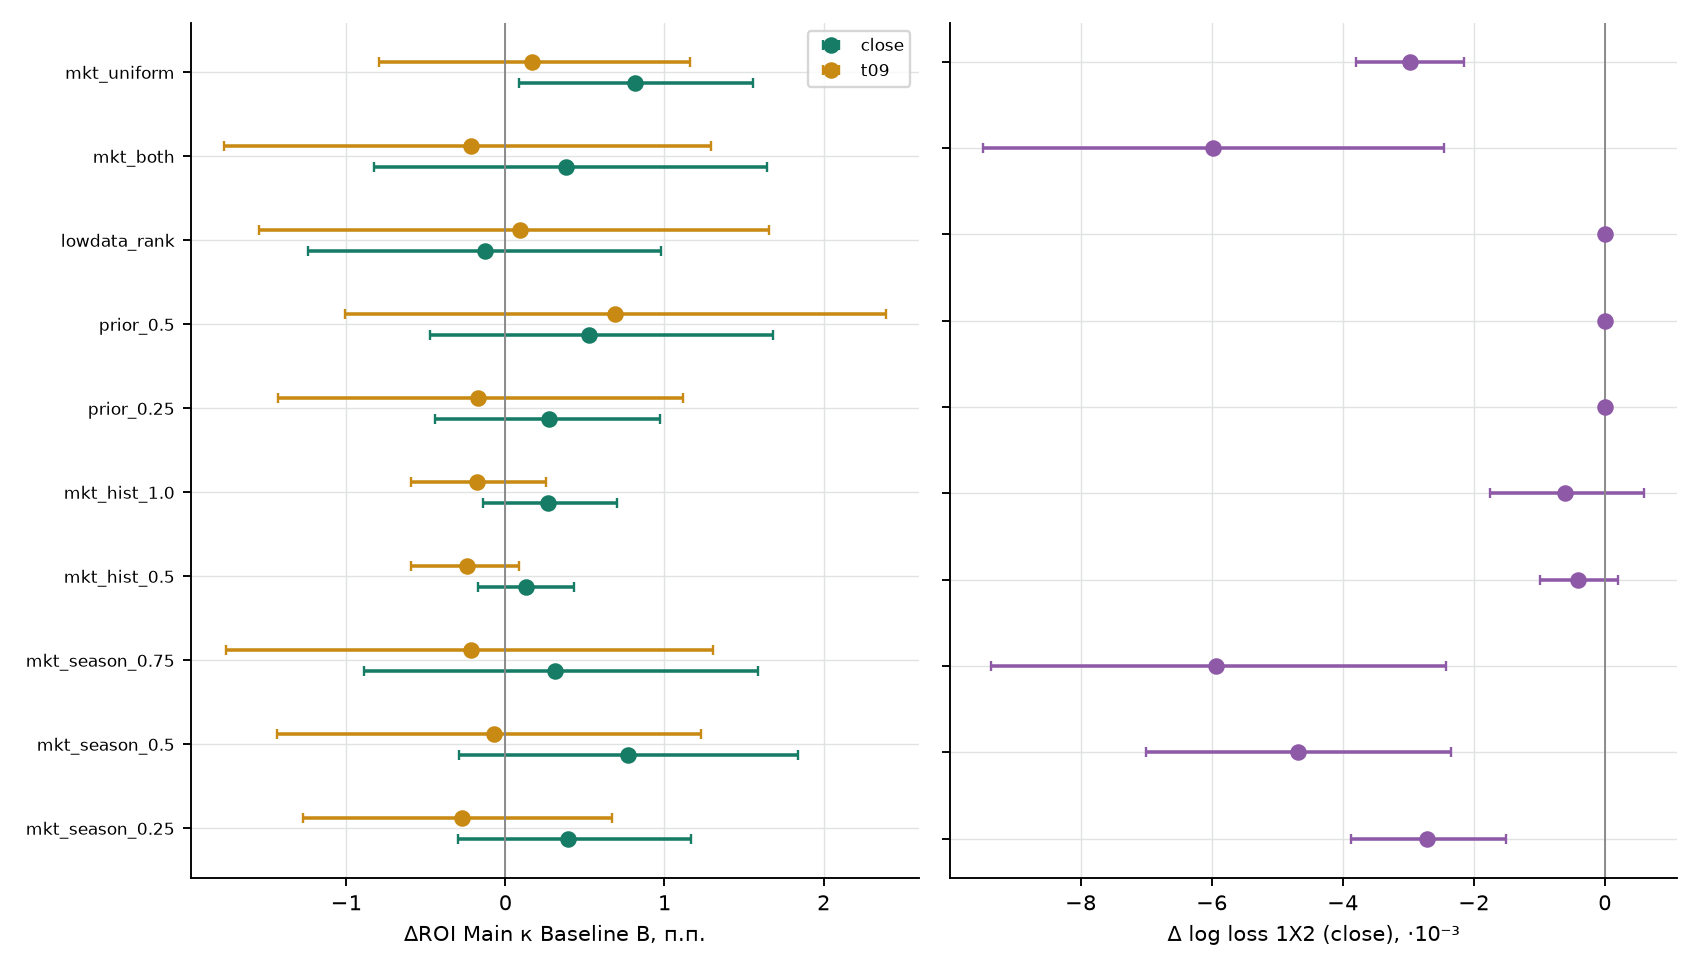 close
t09
mkt_uniform
mkt_both
lowdata_rank
prior_0.5
prior_0.25
mkt_hist_1.0
mkt_hist_0.5
mkt_season_0.75
mkt_season_0.5
mkt_season_0.25
−1 0 1 2
ΔROI Main к Baseline B, п.п.
−8 −6 −4 −2 0
Δ log loss 1X2 (close), ·10⁻³